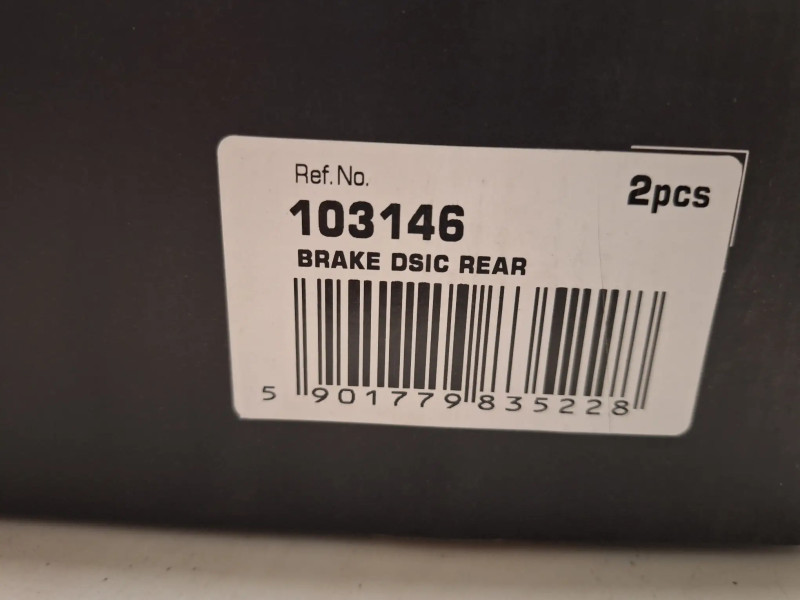 Ref. No.
103146
2pcs
BRAKE DSIC REAR
5 901779 835228